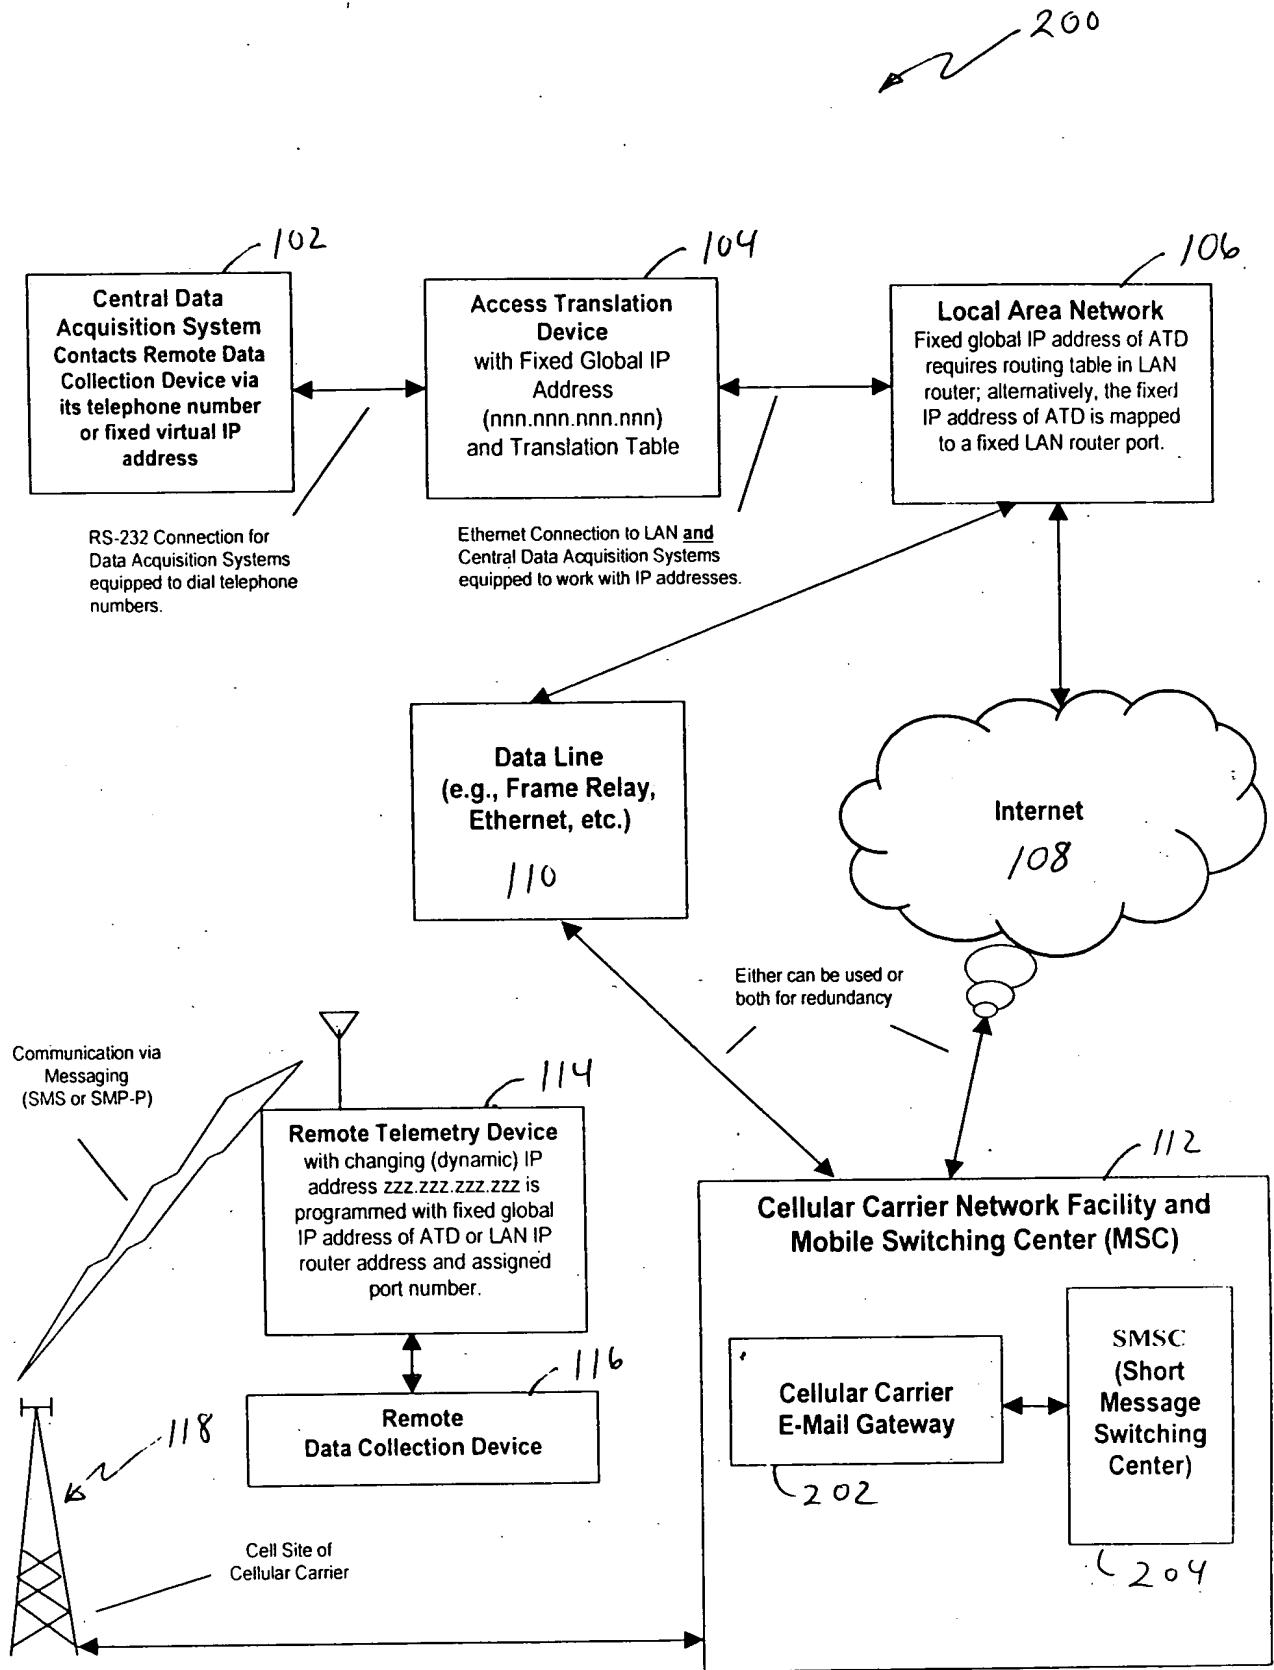 200
102
104
106
Central Data
Acquisition System
Contacts Remote Data
Collection Device via
its telephone number
or fixed virtual IP
address
Access Translation
Device
with Fixed Global IP
Address
(nnn.nnn.nnn.nnn)
and Translation Table
Local Area Network
Fixed global IP address of ATD
requires routing table in LAN
router; alternatively, the fixed
IP address of ATD is mapped
to a fixed LAN router port.
RS-232 Connection for
Data Acquisition Systems
equipped to dial telephone
numbers.
Ethernet Connection to LAN and
Central Data Acquisition Systems
equipped to work with IP addresses.
Data Line
(e.g., Frame Relay,
Ethernet, etc.)
110
Internet
108
Either can be used or
both for redundancy
Communication via
Messaging
(SMS or SMP-P)
114
Remote Telemetry Device
with changing (dynamic) IP
address zzz.zzz.zzz.zzz is
programmed with fixed global
IP address of ATD or LAN IP
router address and assigned
port number.
116
Remote
Data Collection Device
118
Cell Site of
Cellular Carrier
112
Cellular Carrier Network Facility and
Mobile Switching Center (MSC)
Cellular Carrier
E-Mail Gateway
202
SMSC
(Short
Message
Switching
Center)
204